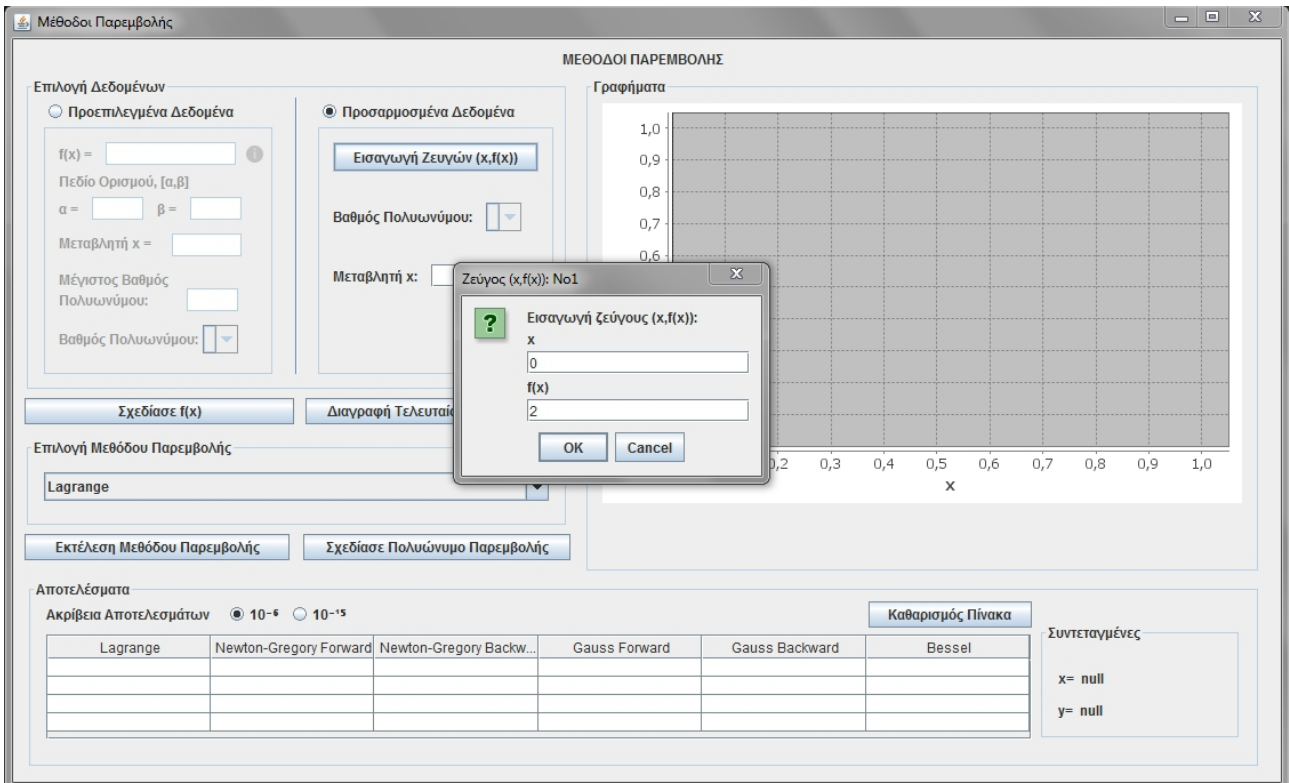 Μέθοδοι Παρεμβολής
ΜΕΘΟΔΟΙ ΠΑΡΕΜΒΟΛΗΣ
Επιλογή Δεδομένων
Προεπιλεγμένα Δεδομένα
f(x) =
Πεδίο Ορισμού, [α,β]
α = β =
Μεταβλητή x =
Μέγιστος Βαθμός
Πολυωνύμου:
Βαθμός Πολυωνύμου:
Προσαρμοσμένα Δεδομένα
Εισαγωγή Ζευγών (x,f(x))
Βαθμός Πολυωνύμου:
Μεταβλητή x:
Σχεδίασε f(x)
Διαγραφή Τελευταί
Επιλογή Μεθόδου Παρεμβολής
Lagrange
Εκτέλεση Μεθόδου Παρεμβολής
Σχεδίασε Πολυώνυμο Παρεμβολής
Ζεύγος (x,f(x)): No1
?
Εισαγωγή ζεύγους (x,f(x)):
x
0
f(x)
2
OK Cancel
Γραφήματα
1,0
0,9
0,8
0,7
0,6
0,2 0,3 0,4 0,5 0,6 0,7 0,8 0,9 1,0
x
Αποτελέσματα
Ακρίβεια Αποτελεσμάτων 10⁻⁶ 10⁻¹⁵
Καθαρισμός Πίνακα
Lagrange Newton-Gregory Forward Newton-Gregory Backw... Gauss Forward Gauss Backward Bessel
Συντεταγμένες
x= null
y= null